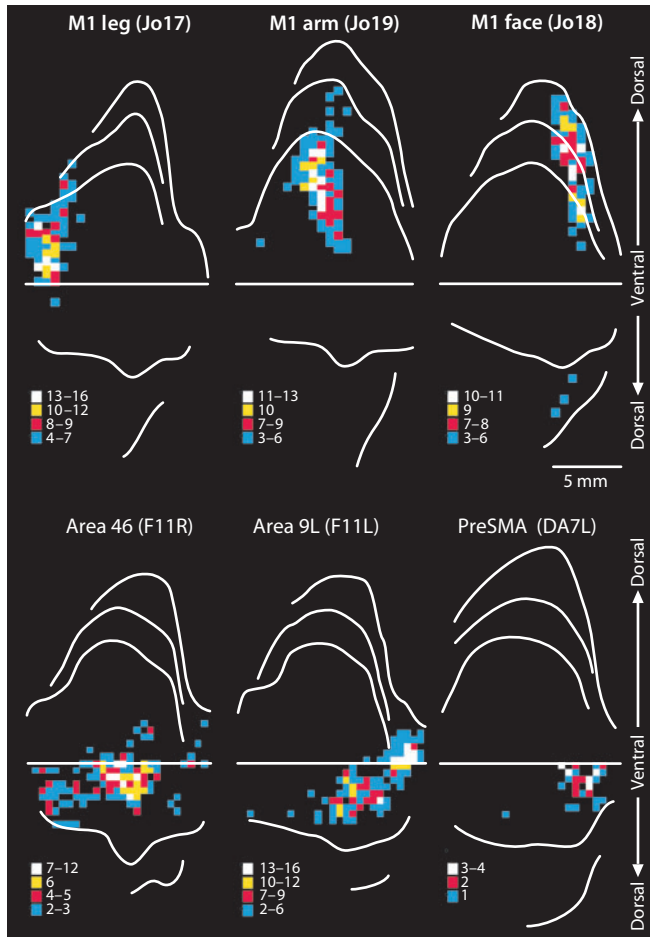 M1 leg (Jo17)
M1 arm (Jo19)
M1 face (Jo18)
Dorsal
Ventral
Dorsal
13–16
10–12
8–9
4–7
11–13
10
7–9
3–6
10–11
9
7–8
3–6
5 mm
Area 46 (F11R)
Area 9L (F11L)
PreSMA (DA7L)
Dorsal
Ventral
Dorsal
7–12
6
4–5
2–3
13–16
10–12
7–9
2–6
3–4
2
1